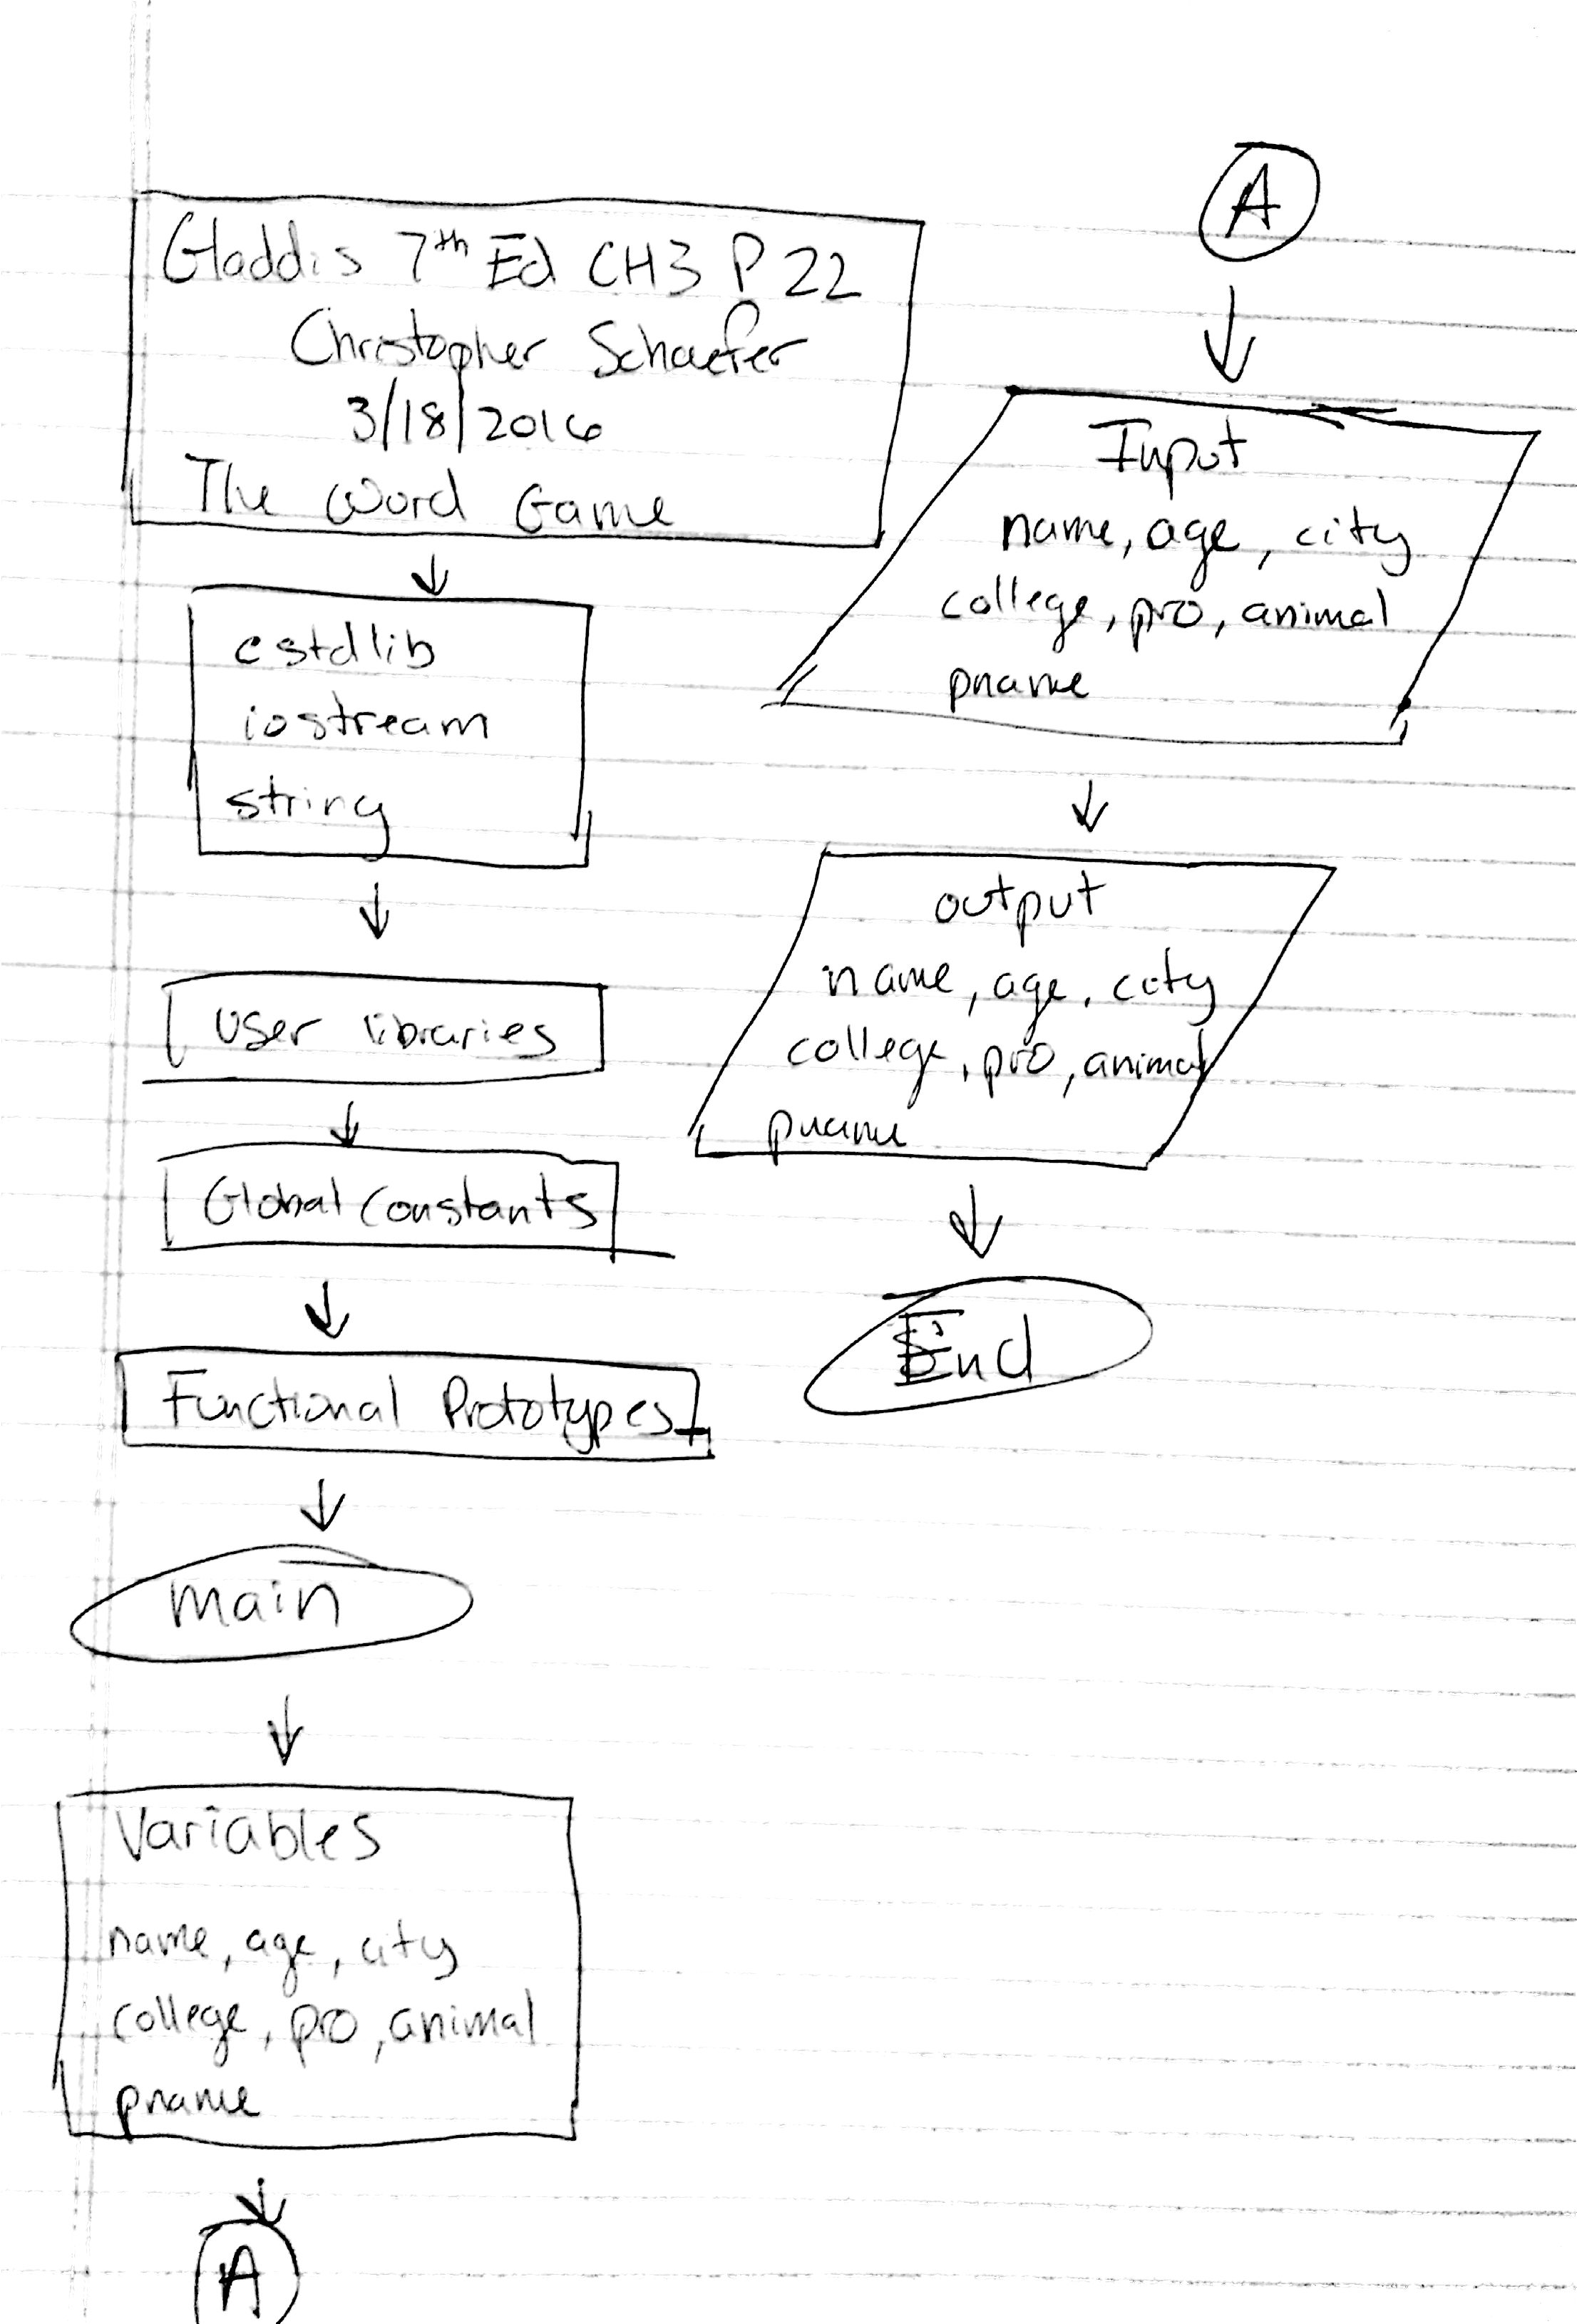 Gladdis 7th Ed CH3 P 22
Christopher Schaefer
3/18/2016
The Word Game
cstdlib
iostream
string
User libraries
Global Constants
Functional Prototypes
main
Variables
name, age, city
college, pro, animal
pname
A
A
Input
name, age, city
college, pro, animal
pname
output
name, age, city
college, pro, animal
pname
End